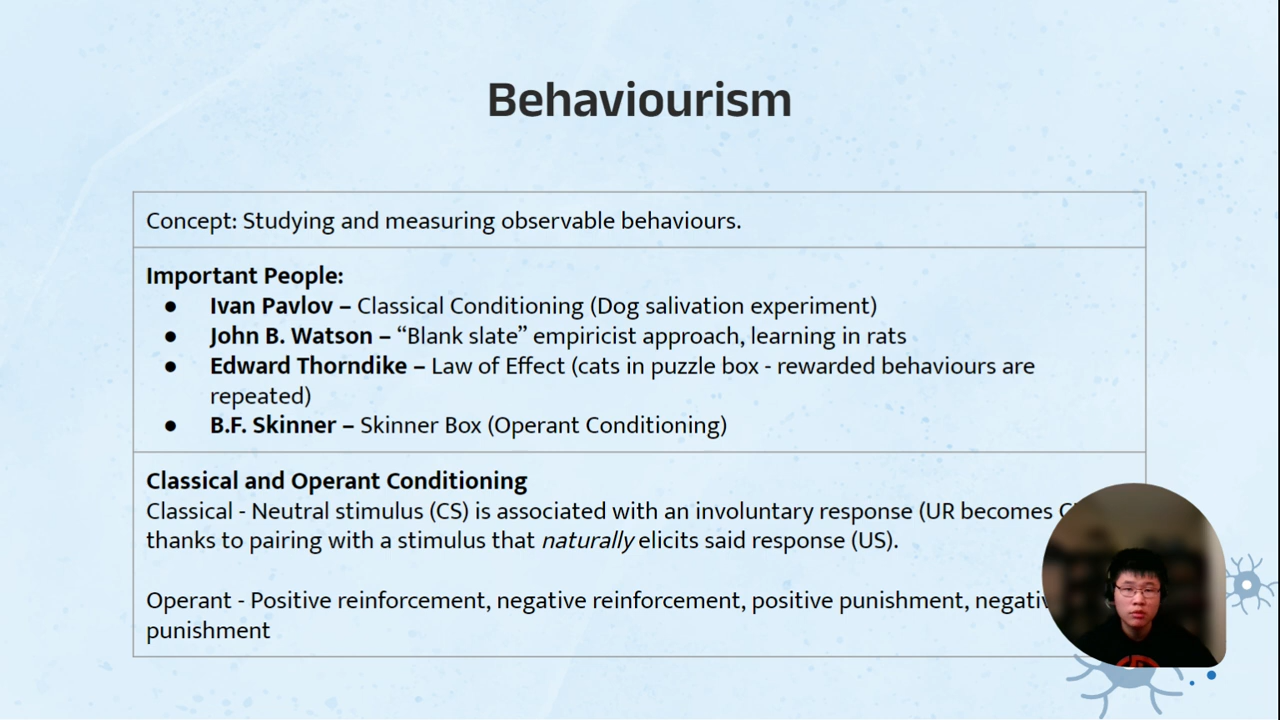 Behaviourism
Concept: Studying and measuring observable behaviours.
Important People:
● Ivan Pavlov – Classical Conditioning (Dog salivation experiment)
● John B. Watson – “Blank slate” empiricist approach, learning in rats
● Edward Thorndike – Law of Effect (cats in puzzle box - rewarded behaviours are
repeated)
● B.F. Skinner – Skinner Box (Operant Conditioning)
Classical and Operant Conditioning
Classical - Neutral stimulus (CS) is associated with an involuntary response (UR becomes
thanks to pairing with a stimulus that naturally elicits said response (US).
Operant - Positive reinforcement, negative reinforcement, positive punishment,
punishment